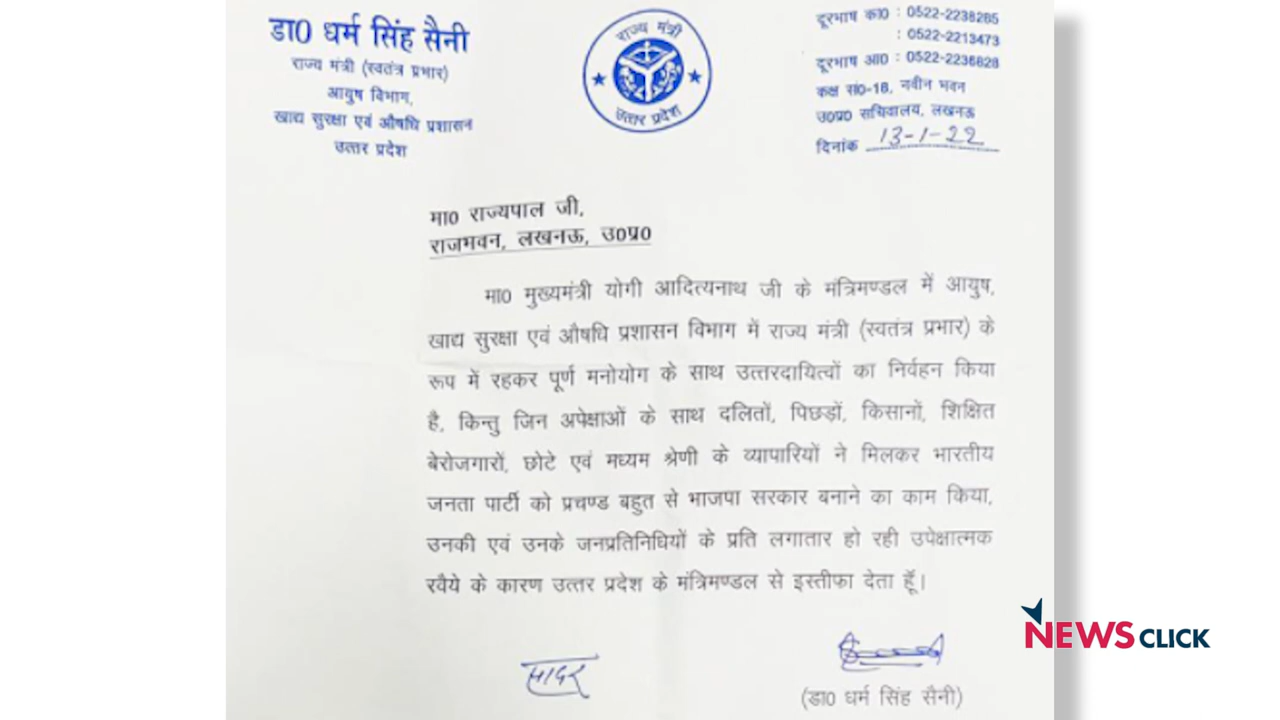 डा0 धर्म सिंह सैनी
राज्य मंत्री (स्वतंत्र प्रभार)
आयुष विभाग,
खाद्य सुरक्षा एवं औषधि प्रशासन
उत्तर प्रदेश
राज्य मंत्री
उत्तर प्रदेश
दूरभाष का0 : 0522-2238265
: 0522-2213473
दूरभाष आ0 : 0522-2236828
कक्ष सं0-16, नवीन भवन
उ0प्र0 सचिवालय, लखनऊ
दिनांक 13-1-22
मा0 राज्यपाल जी,
राजभवन, लखनऊ, उ0प्र0
मा0 मुख्यमंत्री योगी आदित्यनाथ जी के मंत्रिमण्डल में आयुष,
खाद्य सुरक्षा एवं औषधि प्रशासन विभाग में राज्य मंत्री (स्वतंत्र प्रभार) के
रूप में रहकर पूर्ण मनोयोग के साथ उत्तरदायित्वों का निर्वहन किया
है, किन्तु जिन अपेक्षाओं के साथ दलितों, पिछड़ों, किसानों, शिक्षित
बेरोजगारों, छोटे एवं मध्यम श्रेणी के व्यापारियों ने मिलकर भारतीय
जनता पार्टी को प्रचण्ड बहुत से भाजपा सरकार बनाने का काम किया,
उनकी एवं उनके जनप्रतिनिधियों के प्रति लगातार हो रही उपेक्षात्मक
रवैये के कारण उत्तर प्रदेश के मंत्रिमण्डल से इस्तीफा देता हूँ।
सादर
(डा0 धर्म सिंह सैनी)
NEWS CLICK